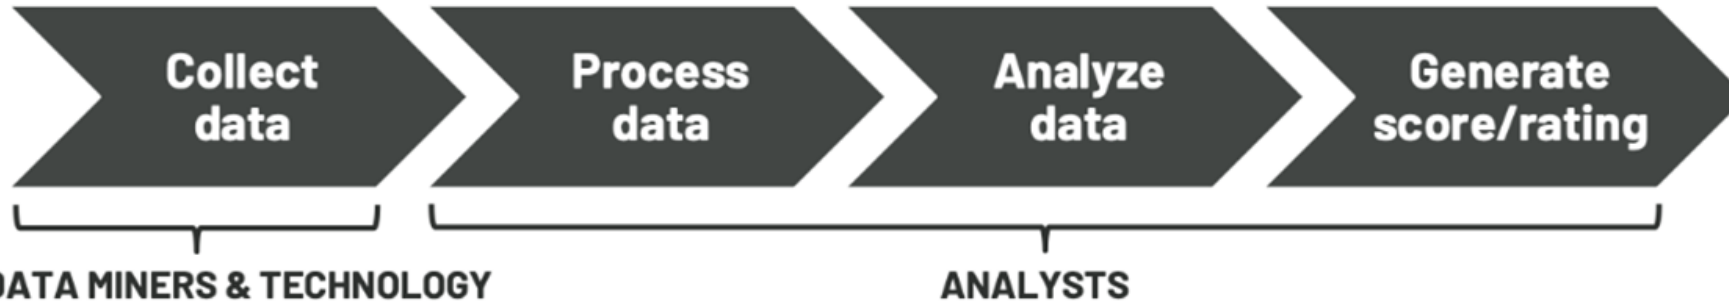 Collect
data
Process
data
Analyze
data
Generate
score/rating
DATA MINERS & TECHNOLOGY
ANALYSTS